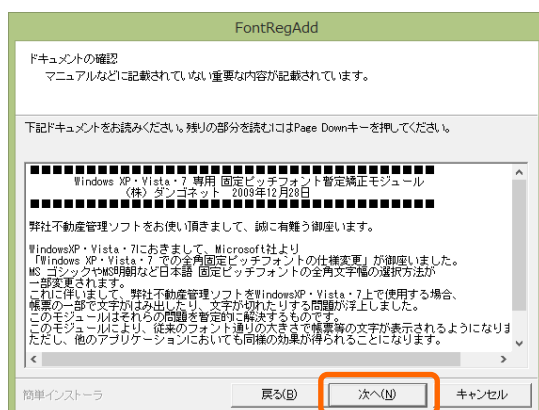 FontRegAdd
ドキュメントの確認
マニュアルなどに記載されていない重要な内容が記載されています。
下記ドキュメントをお読みください。残りの部分を読むにはPage Downキーを押してください。
■■■■■■■■■■■■■■■■■■■■■■■■■■■■■■■■■■
Windows XP・Vista・7 専用 固定ピッチフォント暫定矯正モジュール
(株) ダンゴネット 2009年12月28日
■■■■■■■■■■■■■■■■■■■■■■■■■■■■■■■■■■
弊社不動産管理ソフトをお使い頂きまして、誠に有難う御座います。
WindowsXP・Vista・7におきまして、Microsoft社より
「Windows XP・Vista・7 での全角固定ピッチフォントの仕様変更」が御座いました。
MS ゴシックやMS明朝など日本語 固定ピッチフォントの全角文字幅の選択方法が
一部変更されます。
これに伴いまして、弊社不動産管理ソフトをWindowsXP・Vista・7上で使用する場合、
帳票の一部で文字がはみ出したり、文字が切れたりする問題が浮上しました。
このモジュールはそれらの問題を暫定的に解決するものです。
このモジュールにより、従来のフォント通りの大きさで帳票等の文字が表示されるようになりま
ただし、他のアプリケーションにおいても同様の効果が得られることになります。
簡単インストーラ
戻る(B)
次へ(N)
キャンセル